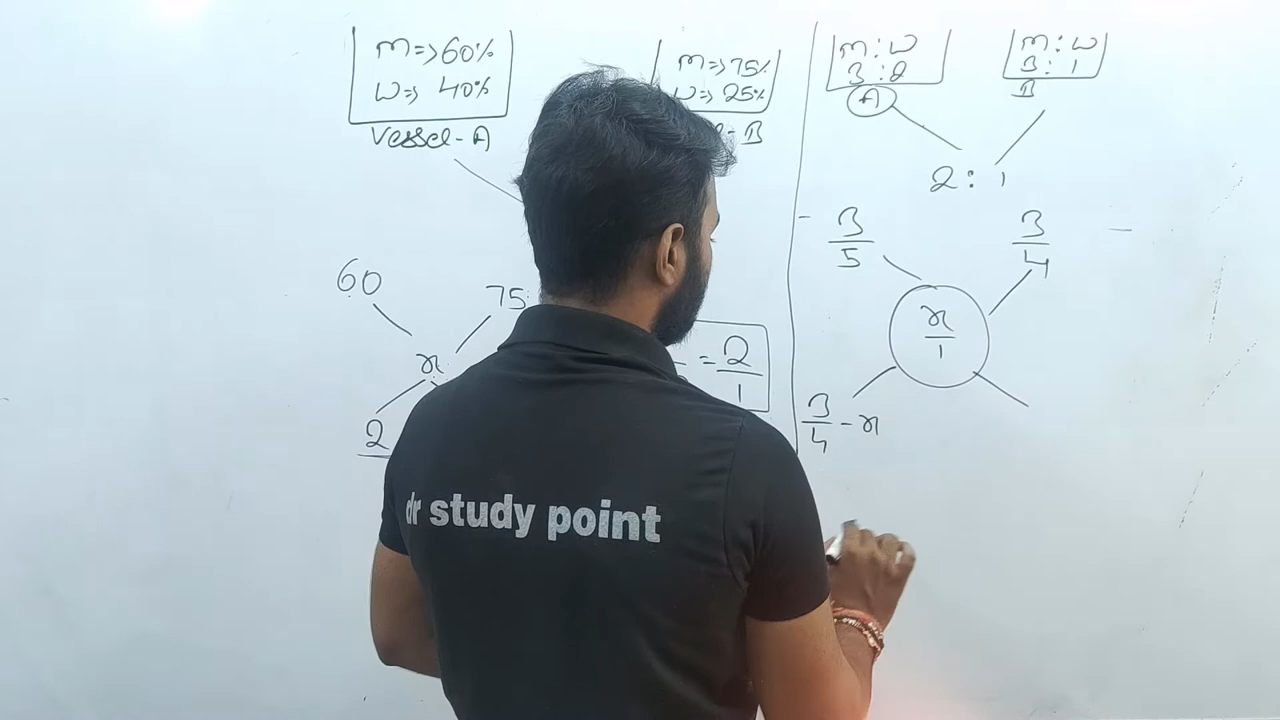 m => 60%
w => 40%
Vessel - A
m => 75%
w => 25%
- B
m : w
3 : 2
A
m : w
3 : 1
B
2 : 1
60
75
x
2
= 2/1
3/5
3/4
x/1
3/4 - x
dr study point